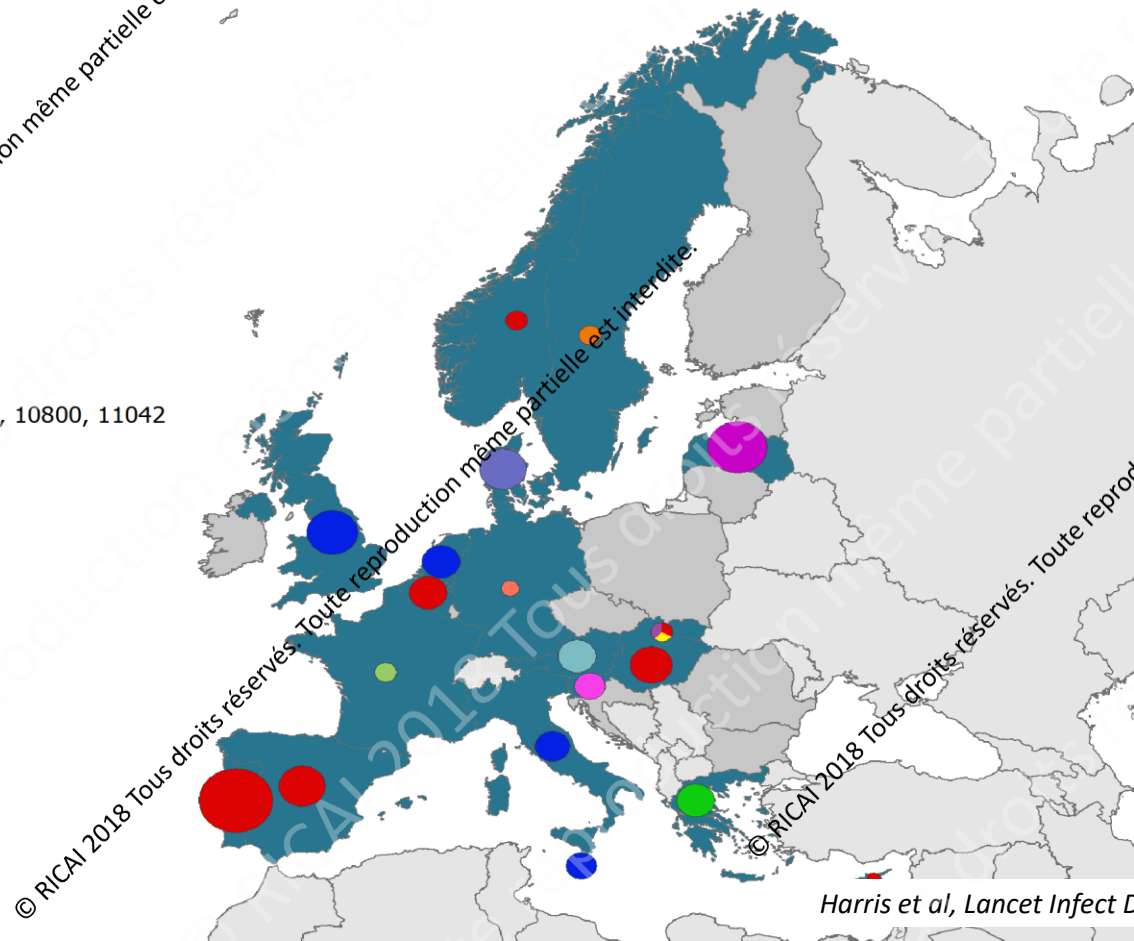 on même partielle
, 10800, 11042
© RICAI 2018 Tous droits réservés. Toute reproduction même partielle est interdite.
© RICAI 2018 Tous droits réservés. Toute reprod
Harris et al, Lancet Infect D